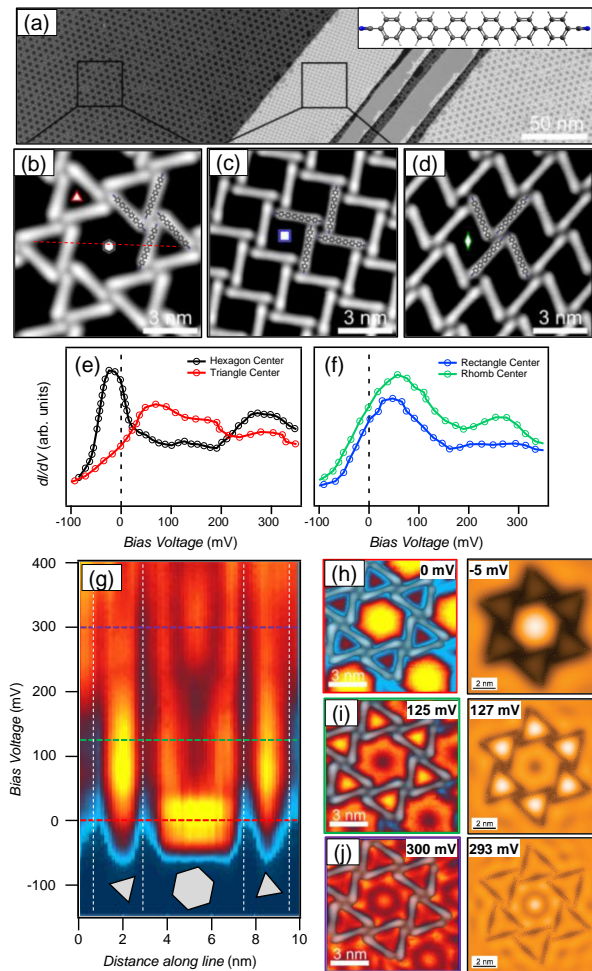 (a)
50 nm
(b)
3 nm
(c)
3 nm
(d)
3 nm
(e)
Hexagon Center
Triangle Center
dI/dV (arb. units)
-100 0 100 200 300
Bias Voltage (mV)
(f)
Rectangle Center
Rhomb Center
-100 0 100 200 300
Bias Voltage (mV)
(g)
Bias Voltage (mV)
400
300
200
100
0
-100
0 2 4 6 8 10
Distance along line (nm)
(h)
0 mV
3 nm
-5 mV
2 nm
(i)
125 mV
3 nm
127 mV
2 nm
(j)
300 mV
3 nm
293 mV
2 nm